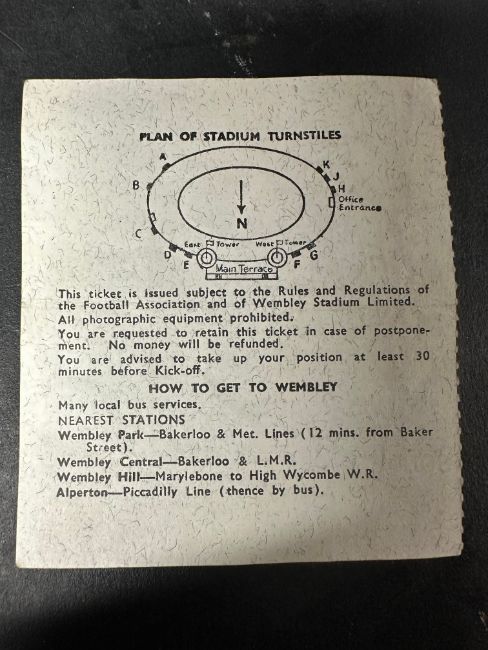 PLAN OF STADIUM TURNSTILES
A
K
J
B
H
Office
Entrance
N
C
East Tower
West Tower
D
G
E
F
Main Terrace
This ticket is issued subject to the Rules and Regulations of
the Football Association and of Wembley Stadium Limited.
All photographic equipment prohibited.
You are requested to retain this ticket in case of postpone-
ment. No money will be refunded.
You are advised to take up your position at least 30
minutes before Kick-off.
HOW TO GET TO WEMBLEY
Many local bus services.
NEAREST STATIONS
Wembley Park—Bakerloo & Met. Lines (12 mins. from Baker
Street).
Wembley Central—Bakerloo & L.M.R.
Wembley Hill—Marylebone to High Wycombe W.R.
Alperton—Piccadilly Line (thence by bus).